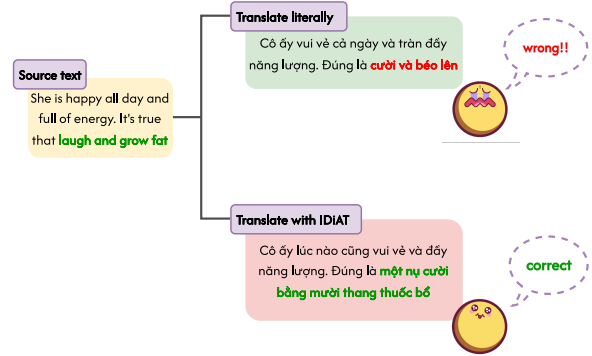 Source text
She is happy all day and
full of energy. It's true
that laugh and grow fat
Translate literally
Cô ấy vui vẻ cả ngày và tràn đầy
năng lượng. Đúng là cười và béo lên
wrong!!
Translate with IDiAT
Cô ấy lúc nào cũng vui vẻ và đầy
năng lượng. Đúng là một nụ cười
bằng mười thang thuốc bổ
correct